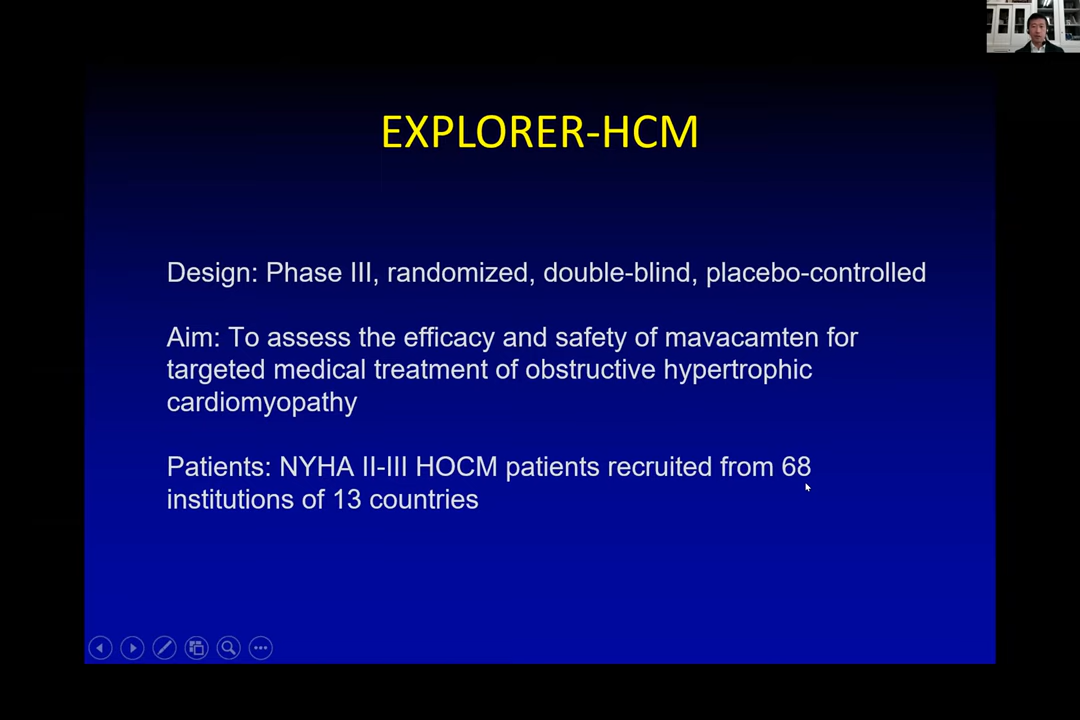 EXPLORER-HCM
Design: Phase III, randomized, double-blind, placebo-controlled
Aim: To assess the efficacy and safety of mavacamten for
targeted medical treatment of obstructive hypertrophic
cardiomyopathy
Patients: NYHA II-III HOCM patients recruited from 68
institutions of 13 countries